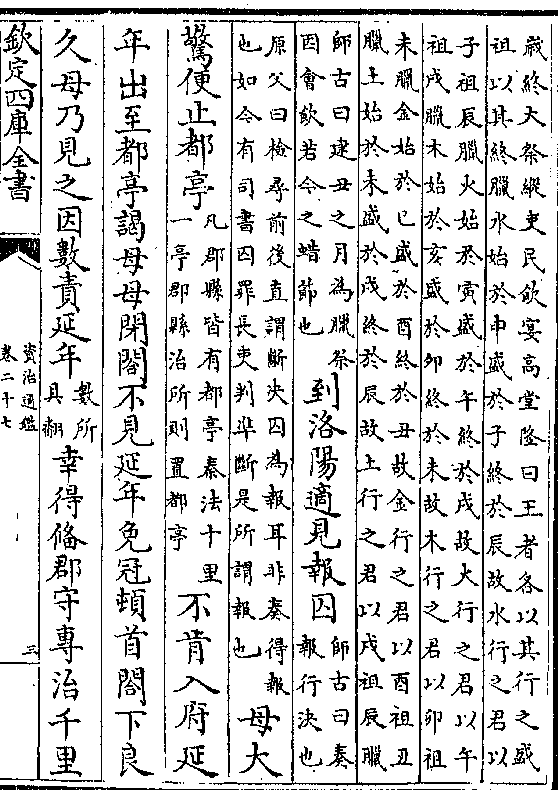 歲終大祭縱吏民飲宴高堂隆曰王者各以其行之盛
祖以其終臘水始於申盛於子終於辰故水行之君以
子祖辰臘火始於寅盛於午終於戌故火行之君以午
祖戌臘木始於亥盛於卯終於未故木行之君以卯祖
未臘金始於巳盛於酉終於丑故金行之君以酉祖丑
臘土始於未盛於戌終於辰故土行之君以戌祖辰臘
師古曰建丑之月為臘祭
因會飲若今之蜡節也
到洛陽適見報囚
師古曰奏
報行決也
原父曰檢尋前後直謂斷决囚為報耳非奏得報
也如今有司書囚罪長吏判準斷是所謂報也
母大
驚便止都亭
凡郡縣皆有都亭秦法十里
一亭郡縣治所則置都亭
不肯入府延
年出至都亭謁母母閉閤不見延年免冠頓首閤下良
久母乃見之因數責延年
數所
具翻
幸得備郡守專治千里
欽定四庫全書
資治通鑑
卷二十七
三